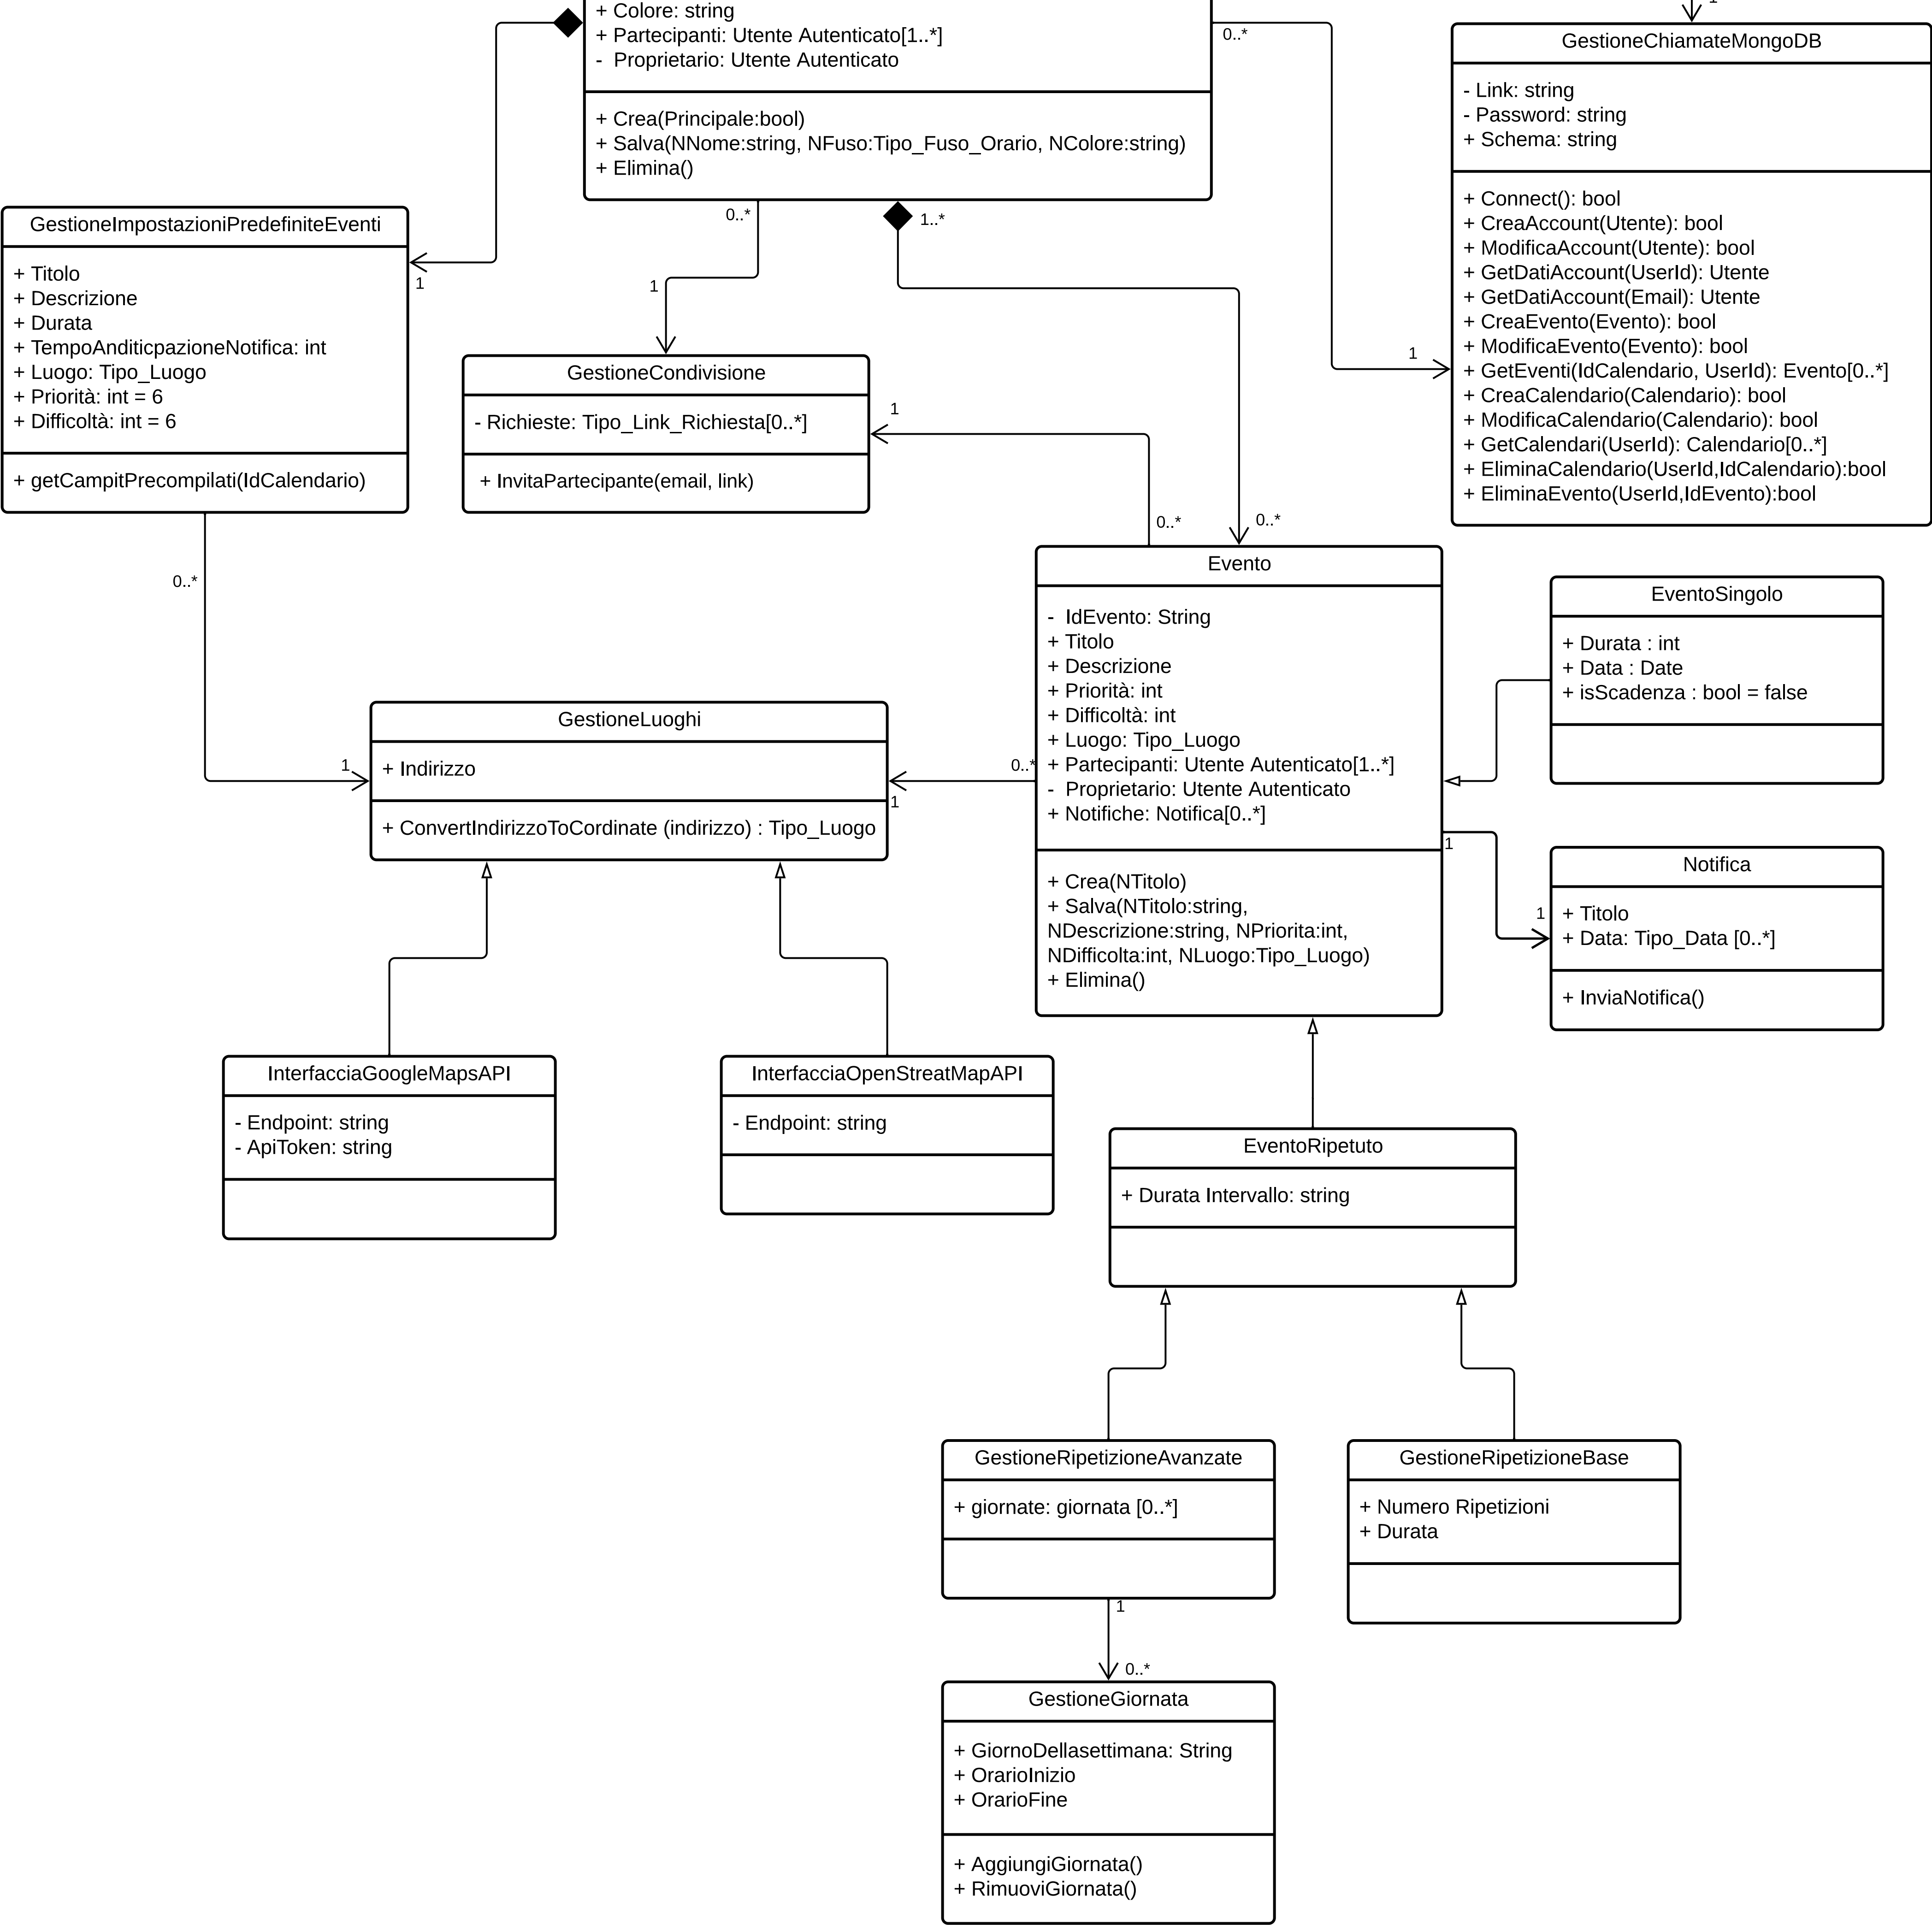 + Colore: string
+ Partecipanti: Utente Autenticato[1..*]
-  Proprietario: Utente Autenticato
+ Crea(Principale:bool)
+ Salva(NNome:string, NFuso:Tipo_Fuso_Orario, NColore:string)
+ Elimina()
0..*
1
0..*
1..*
1
1
1
0..*
0..*
GestioneChiamateMongoDB
- Link: string
- Password: string
+ Schema: string
+ Connect(): bool
+ CreaAccount(Utente): bool
+ ModificaAccount(Utente): bool
+ GetDatiAccount(UserId): Utente
+ GetDatiAccount(Email): Utente
+ CreaEvento(Evento): bool
+ ModificaEvento(Evento): bool
+ GetEventi(IdCalendario, UserId): Evento[0..*]
+ CreaCalendario(Calendario): bool
+ ModificaCalendario(Calendario): bool
+ GetCalendari(UserId): Calendario[0..*]
+ EliminaCalendario(UserId,IdCalendario):bool
+ EliminaEvento(UserId,IdEvento):bool
GestioneImpostazioniPredefiniteEventi
+ Titolo
+ Descrizione
+ Durata
+ TempoAnditicpazioneNotifica: int
+ Luogo: Tipo_Luogo
+ Priorità: int = 6
+ Difficoltà: int = 6
+ getCampitPrecompilati(IdCalendario)
1
GestioneCondivisione
- Richieste: Tipo_Link_Richiesta[0..*]
+ InvitaPartecipante(email, link)
Evento
-  IdEvento: String
+ Titolo
+ Descrizione
+ Priorità: int
+ Difficoltà: int
+ Luogo: Tipo_Luogo
+ Partecipanti: Utente Autenticato[1..*]
-  Proprietario: Utente Autenticato
+ Notifiche: Notifica[0..*]
+ Crea(NTitolo)
+ Salva(NTitolo:string,
NDescrizione:string, NPriorita:int,
NDifficolta:int, NLuogo:Tipo_Luogo)
+ Elimina()
EventoSingolo
+ Durata : int
+ Data : Date
+ isScadenza : bool = false
0..*
1
0..*
1
GestioneLuoghi
+ Indirizzo
+ ConvertIndirizzoToCordinate (indirizzo) : Tipo_Luogo
1
1
Notifica
+ Titolo
+ Data: Tipo_Data [0..*]
+ InviaNotifica()
InterfacciaGoogleMapsAPI
- Endpoint: string
- ApiToken: string
InterfacciaOpenStreatMapAPI
- Endpoint: string
EventoRipetuto
+ Durata Intervallo: string
GestioneRipetizioneAvanzate
+ giornate: giornata [0..*]
GestioneRipetizioneBase
+ Numero Ripetizioni
+ Durata
1
0..*
GestioneGiornata
+ GiornoDellasettimana: String
+ OrarioInizio
+ OrarioFine
+ AggiungiGiornata()
+ RimuoviGiornata()